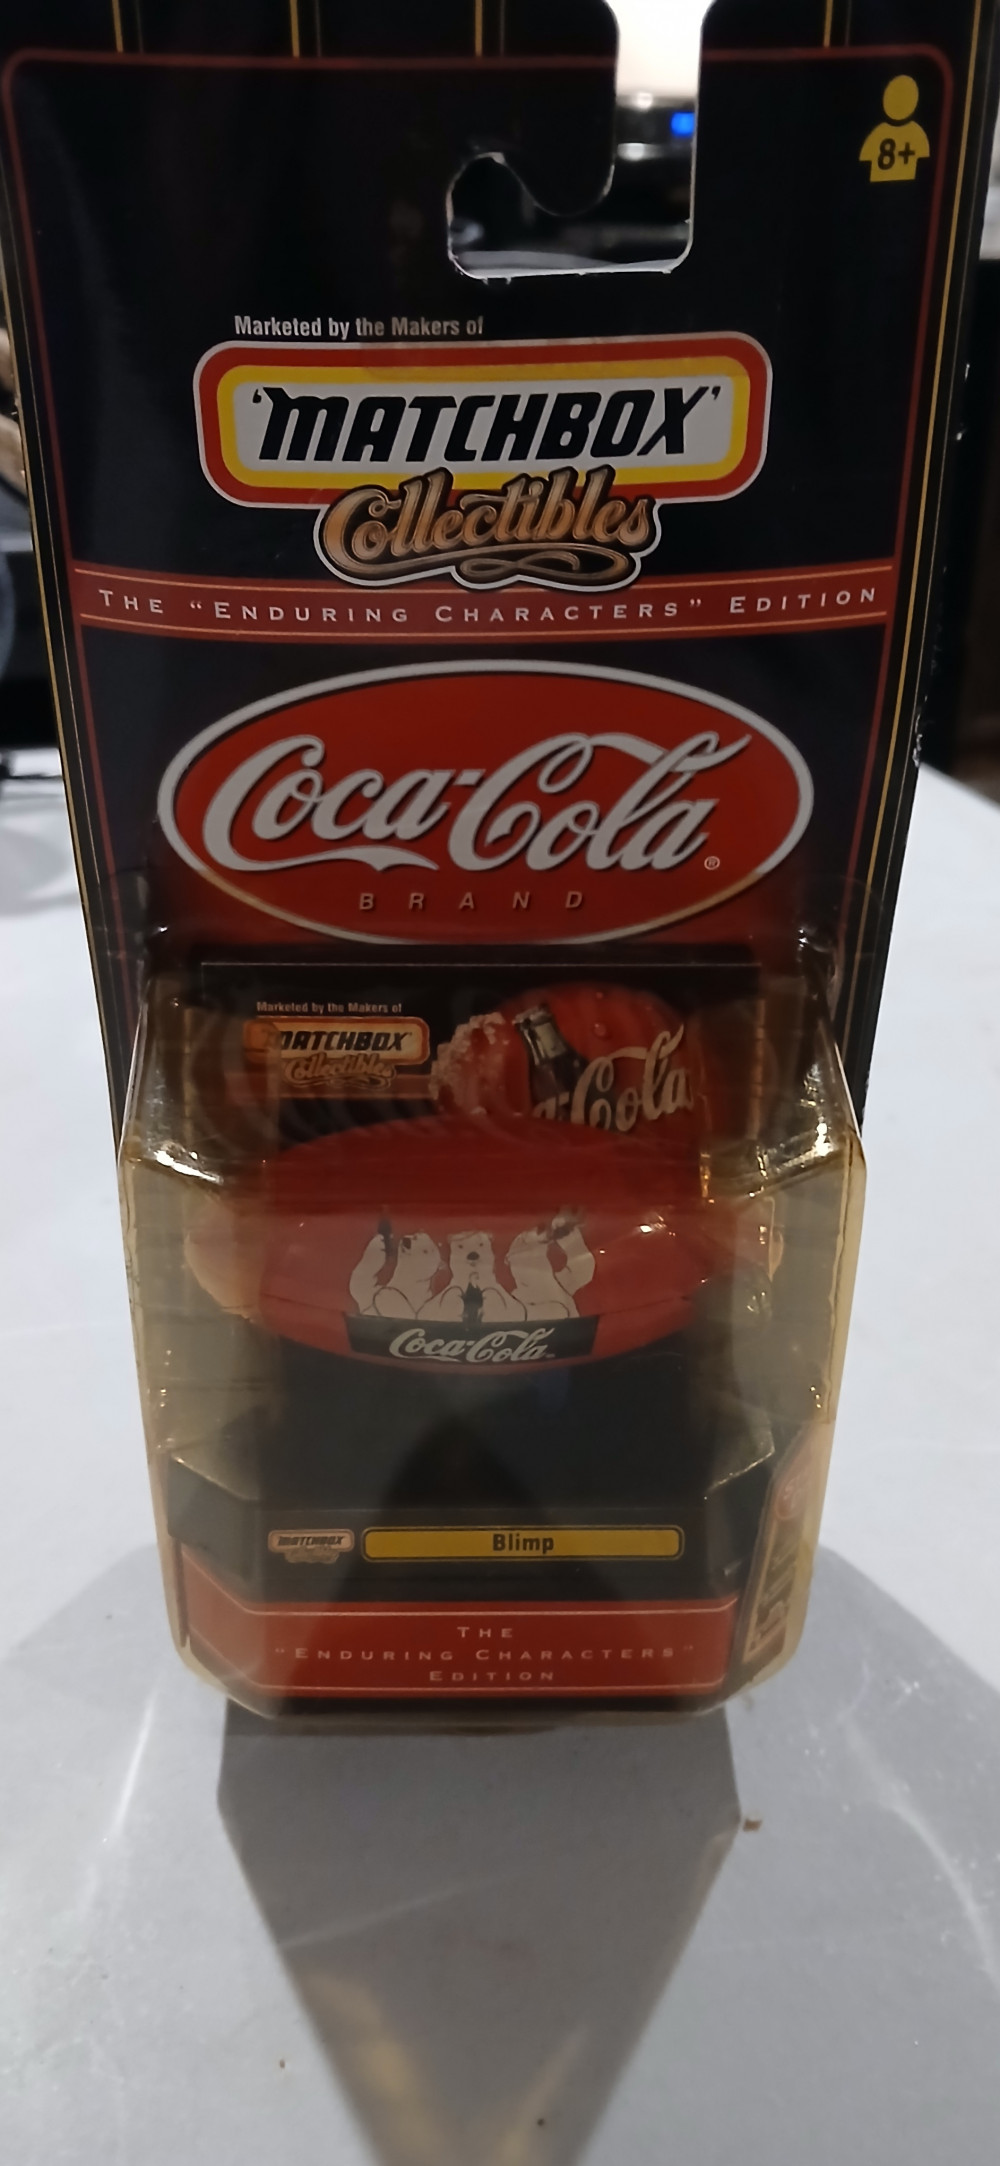 8+
Marketed by the Makers of
'MATCHBOX'
Collectibles
THE "ENDURING CHARACTERS" EDITION
Coca-Cola ®
BRAND
Marketed by the Makers of
MATCHBOX
Collectibles
Cola
Coca-Cola
MATCHBOX
Blimp
THE
"ENDURING CHARACTERS"
EDITION